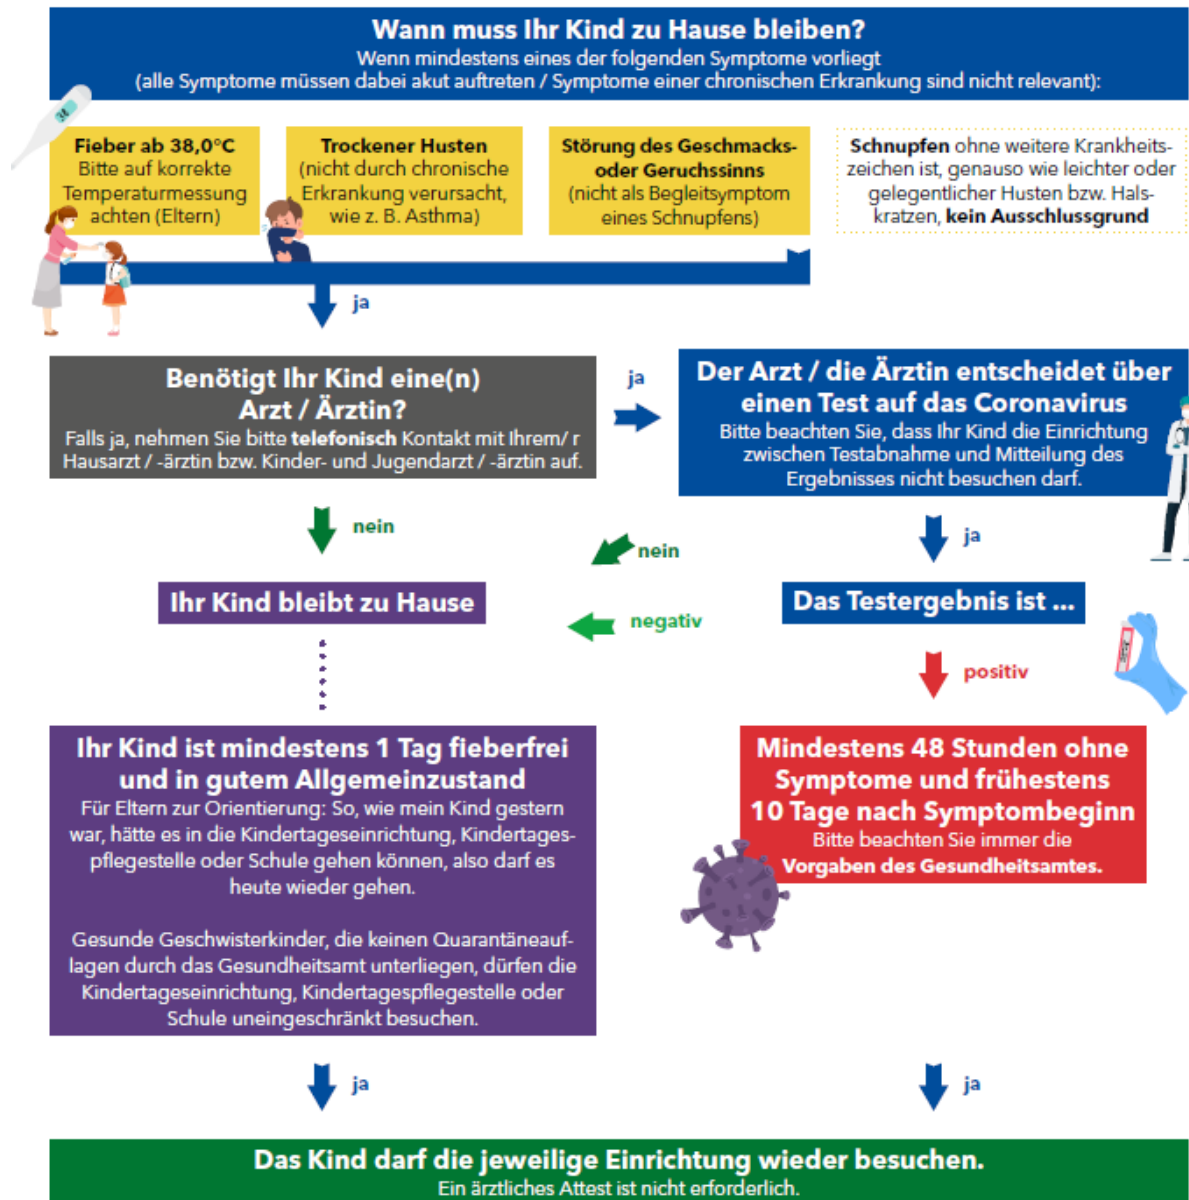 Wann muss Ihr Kind zu Hause bleiben?
Wenn mindestens eines der folgenden Symptome vorliegt
(alle Symptome müssen dabei akut auftreten / Symptome einer chronischen Erkrankung sind nicht relevant):
Fieber ab 38,0°C
Bitte auf korrekte
Temperaturmessung
achten (Eltern)
Trockener Husten
(nicht durch chronische
Erkrankung verursacht,
wie z. B. Asthma)
Störung des Geschmacks-
oder Geruchssinns
(nicht als Begleitsymptom
eines Schnupfens)
Schnupfen ohne weitere Krankheits-
zeichen ist, genauso wie leichter oder
gelegentlicher Husten bzw. Hals-
kratzen, kein Ausschlussgrund
ja
Benötigt Ihr Kind eine(n)
Arzt / Ärztin?
Falls ja, nehmen Sie bitte telefonisch Kontakt mit Ihrem/ r
Hausarzt / -ärztin bzw. Kinder- und Jugendarzt / -ärztin auf.
ja
Der Arzt / die Ärztin entscheidet über
einen Test auf das Coronavirus
Bitte beachten Sie, dass Ihr Kind die Einrichtung
zwischen Testabnahme und Mitteilung des
Ergebnisses nicht besuchen darf.
nein
nein
ja
Ihr Kind bleibt zu Hause
negativ
Das Testergebnis ist ...
positiv
Ihr Kind ist mindestens 1 Tag fieberfrei
und in gutem Allgemeinzustand
Für Eltern zur Orientierung: So, wie mein Kind gestern
war, hätte es in die Kindertageseinrichtung, Kindertages-
pflegestelle oder Schule gehen können, also darf es
heute wieder gehen.
Gesunde Geschwisterkinder, die keinen Quarantäneauf-
lagen durch das Gesundheitsamt unterliegen, dürfen die
Kindertageseinrichtung, Kindertagespflegestelle oder
Schule uneingeschränkt besuchen.
Mindestens 48 Stunden ohne
Symptome und frühestens
10 Tage nach Symptombeginn
Bitte beachten Sie immer die
Vorgaben des Gesundheitsamtes.
ja
ja
Das Kind darf die jeweilige Einrichtung wieder besuchen.
Ein ärztliches Attest ist nicht erforderlich.